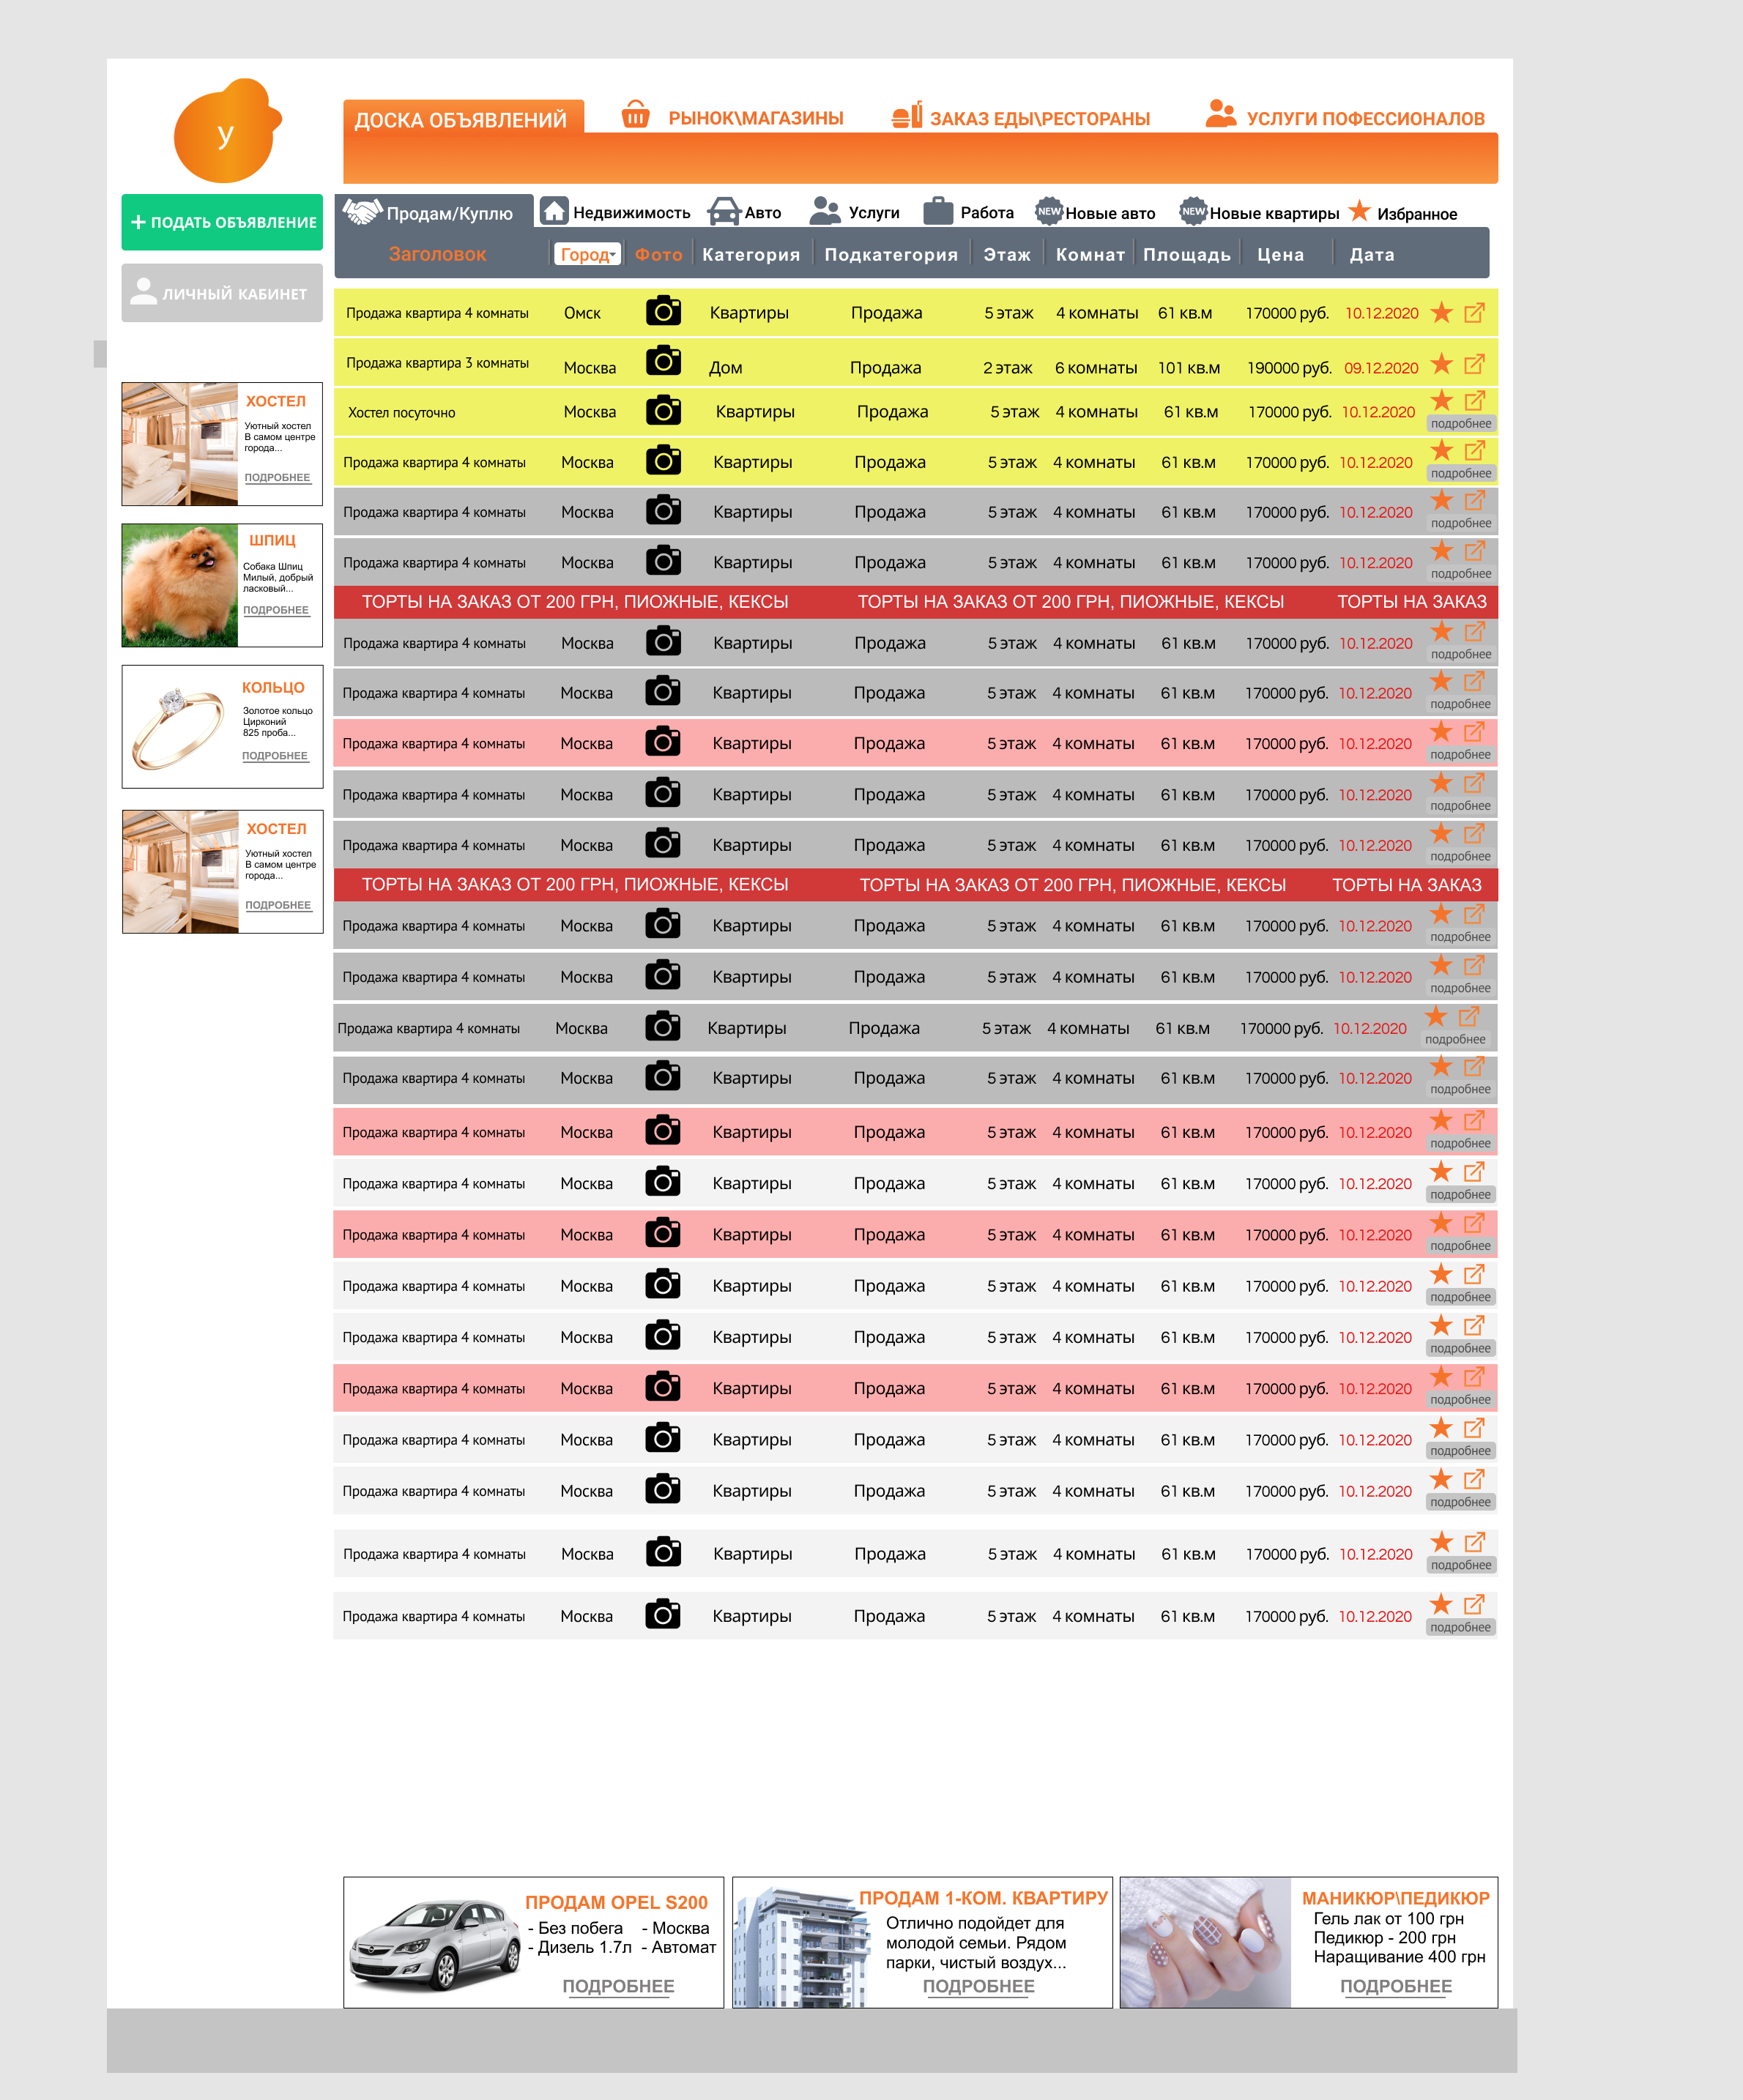 У
ДОСКА ОБЪЯВЛЕНИЙ
РЫНОК\МАГАЗИНЫ
ЗАКАЗ ЕДЫ\РЕСТОРАНЫ
УСЛУГИ ПОФЕССИОНАЛОВ
+ ПОДАТЬ ОБЪЯВЛЕНИЕ
ЛИЧНЫЙ КАБИНЕТ
Продам/Куплю
Недвижимость
Авто
Услуги
Работа
NEW Новые авто
NEW Новые квартиры
Избранное
Заголовок Город Фото Категория Подкатегория Этаж Комнат Площадь Цена Дата
Продажа квартира 4 комнаты Омск Квартиры Продажа 5 этаж 4 комнаты 61 кв.м 170000 руб. 10.12.2020
Продажа квартира 3 комнаты Москва Дом Продажа 2 этаж 6 комнаты 101 кв.м 190000 руб. 09.12.2020
Хостел посуточно Москва Квартиры Продажа 5 этаж 4 комнаты 61 кв.м 170000 руб. 10.12.2020
подробнее
Продажа квартира 4 комнаты Москва Квартиры Продажа 5 этаж 4 комнаты 61 кв.м 170000 руб. 10.12.2020
подробнее
Продажа квартира 4 комнаты Москва Квартиры Продажа 5 этаж 4 комнаты 61 кв.м 170000 руб. 10.12.2020
подробнее
Продажа квартира 4 комнаты Москва Квартиры Продажа 5 этаж 4 комнаты 61 кв.м 170000 руб. 10.12.2020
подробнее
ТОРТЫ НА ЗАКАЗ ОТ 200 ГРН, ПИОЖНЫЕ, КЕКСЫ ТОРТЫ НА ЗАКАЗ ОТ 200 ГРН, ПИОЖНЫЕ, КЕКСЫ ТОРТЫ НА ЗАКАЗ
Продажа квартира 4 комнаты Москва Квартиры Продажа 5 этаж 4 комнаты 61 кв.м 170000 руб. 10.12.2020
подробнее
Продажа квартира 4 комнаты Москва Квартиры Продажа 5 этаж 4 комнаты 61 кв.м 170000 руб. 10.12.2020
подробнее
Продажа квартира 4 комнаты Москва Квартиры Продажа 5 этаж 4 комнаты 61 кв.м 170000 руб. 10.12.2020
подробнее
Продажа квартира 4 комнаты Москва Квартиры Продажа 5 этаж 4 комнаты 61 кв.м 170000 руб. 10.12.2020
подробнее
Продажа квартира 4 комнаты Москва Квартиры Продажа 5 этаж 4 комнаты 61 кв.м 170000 руб. 10.12.2020
подробнее
ТОРТЫ НА ЗАКАЗ ОТ 200 ГРН, ПИОЖНЫЕ, КЕКСЫ ТОРТЫ НА ЗАКАЗ ОТ 200 ГРН, ПИОЖНЫЕ, КЕКСЫ ТОРТЫ НА ЗАКАЗ
Продажа квартира 4 комнаты Москва Квартиры Продажа 5 этаж 4 комнаты 61 кв.м 170000 руб. 10.12.2020
подробнее
Продажа квартира 4 комнаты Москва Квартиры Продажа 5 этаж 4 комнаты 61 кв.м 170000 руб. 10.12.2020
подробнее
Продажа квартира 4 комнаты Москва Квартиры Продажа 5 этаж 4 комнаты 61 кв.м 170000 руб. 10.12.2020
подробнее
Продажа квартира 4 комнаты Москва Квартиры Продажа 5 этаж 4 комнаты 61 кв.м 170000 руб. 10.12.2020
подробнее
Продажа квартира 4 комнаты Москва Квартиры Продажа 5 этаж 4 комнаты 61 кв.м 170000 руб. 10.12.2020
подробнее
Продажа квартира 4 комнаты Москва Квартиры Продажа 5 этаж 4 комнаты 61 кв.м 170000 руб. 10.12.2020
подробнее
Продажа квартира 4 комнаты Москва Квартиры Продажа 5 этаж 4 комнаты 61 кв.м 170000 руб. 10.12.2020
подробнее
Продажа квартира 4 комнаты Москва Квартиры Продажа 5 этаж 4 комнаты 61 кв.м 170000 руб. 10.12.2020
подробнее
Продажа квартира 4 комнаты Москва Квартиры Продажа 5 этаж 4 комнаты 61 кв.м 170000 руб. 10.12.2020
подробнее
Продажа квартира 4 комнаты Москва Квартиры Продажа 5 этаж 4 комнаты 61 кв.м 170000 руб. 10.12.2020
подробнее
Продажа квартира 4 комнаты Москва Квартиры Продажа 5 этаж 4 комнаты 61 кв.м 170000 руб. 10.12.2020
подробнее
Продажа квартира 4 комнаты Москва Квартиры Продажа 5 этаж 4 комнаты 61 кв.м 170000 руб. 10.12.2020
подробнее
Продажа квартира 4 комнаты Москва Квартиры Продажа 5 этаж 4 комнаты 61 кв.м 170000 руб. 10.12.2020
подробнее
Продажа квартира 4 комнаты Москва Квартиры Продажа 5 этаж 4 комнаты 61 кв.м 170000 руб. 10.12.2020
подробнее
ХОСТЕЛ
Уютный хостел
В самом центре
города...
ПОДРОБНЕЕ
ШПИЦ
Собака Шпиц
Милый, добрый
ласковый...
ПОДРОБНЕЕ
КОЛЬЦО
Золотое кольцо
Цирконий
825 проба...
ПОДРОБНЕЕ
ХОСТЕЛ
Уютный хостел
В самом центре
города...
ПОДРОБНЕЕ
ПРОДАМ OPEL S200
- Без побега - Москва
- Дизель 1.7л - Автомат
ПОДРОБНЕЕ
ПРОДАМ 1-КОМ. КВАРТИРУ
Отлично подойдет для
молодой семьи. Рядом
парки, чистый воздух...
ПОДРОБНЕЕ
МАНИКЮР\ПЕДИКЮР
Гель лак от 100 грн
Педикюр - 200 грн
Наращивание 400 грн
ПОДРОБНЕЕ